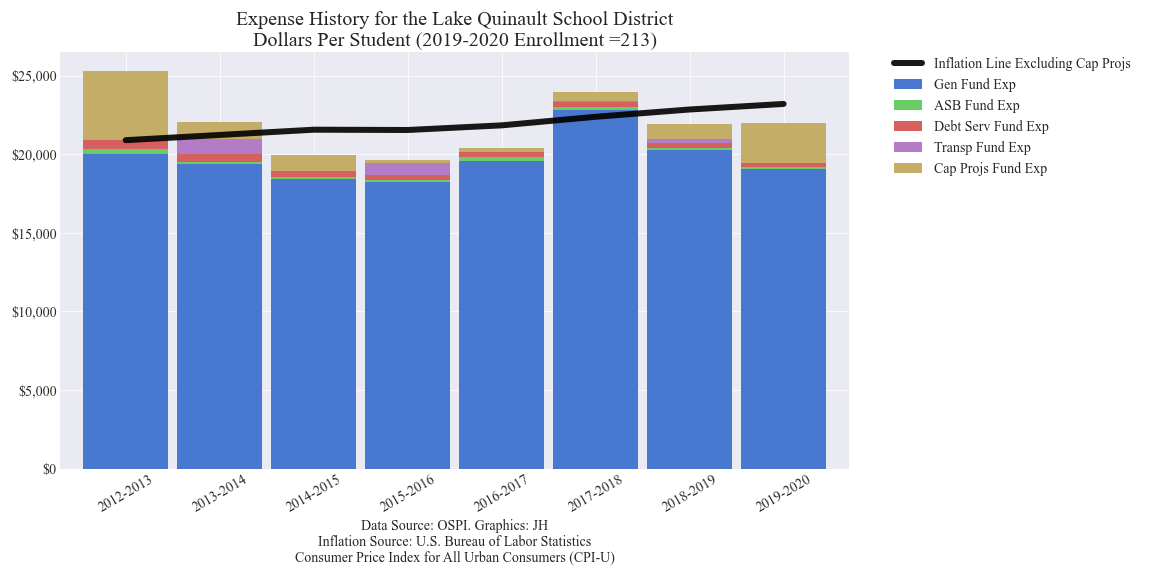 Expense History for the Lake Quinault School District
Dollars Per Student (2019-2020 Enrollment =213)
Inflation Line Excluding Cap Projs
Gen Fund Exp
ASB Fund Exp
Debt Serv Fund Exp
Transp Fund Exp
Cap Projs Fund Exp
$25,000
$20,000
$15,000
$10,000
$5,000
$0
2012-2013
2013-2014
2014-2015
2015-2016
2016-2017
2017-2018
2018-2019
2019-2020
Data Source: OSPI. Graphics: JH
Inflation Source: U.S. Bureau of Labor Statistics
Consumer Price Index for All Urban Consumers (CPI-U)